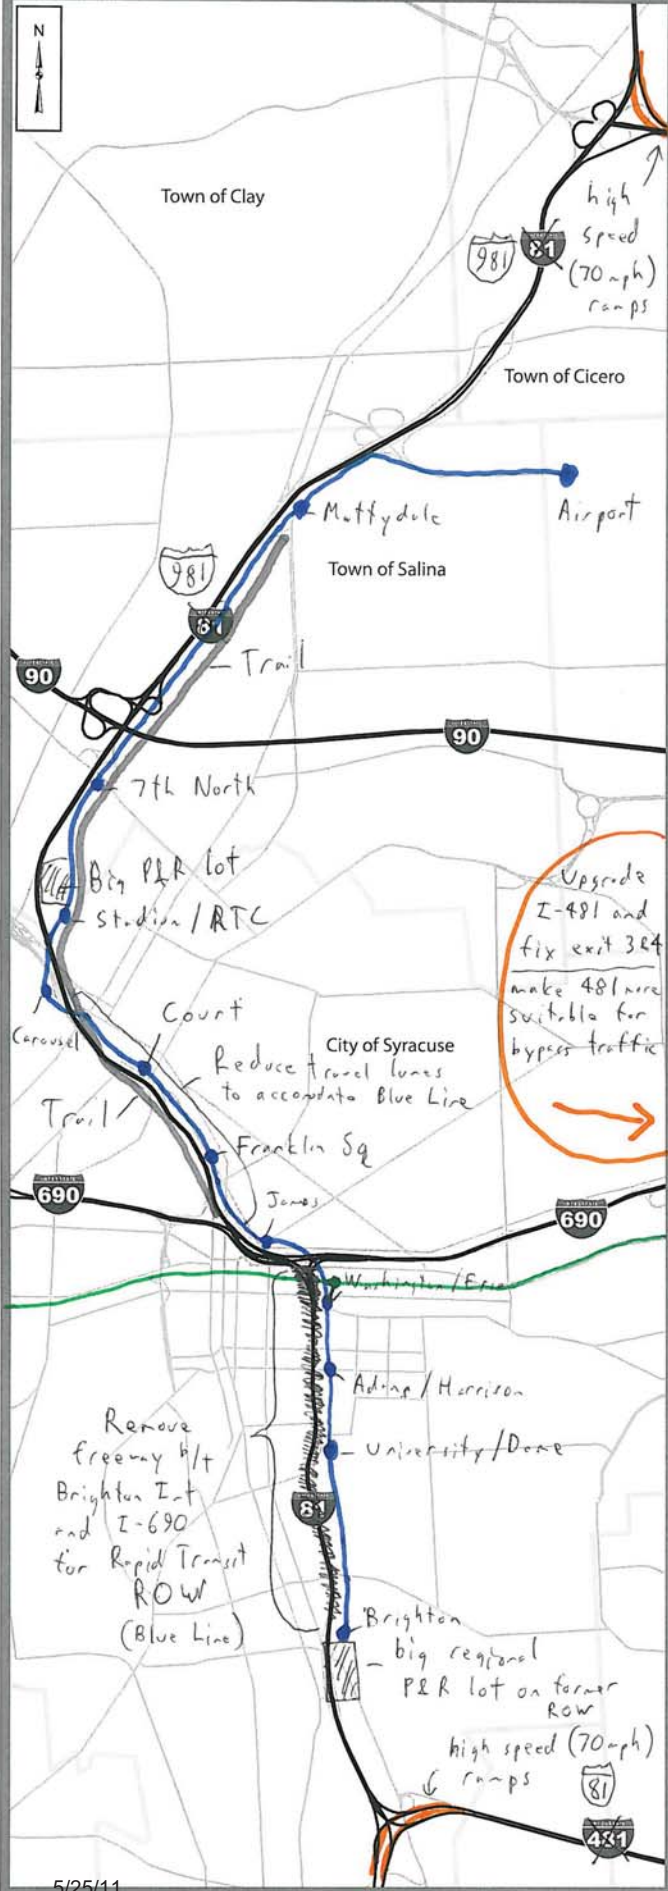 N
Town of Clay
high
speed
(70 mph)
ramps
981
81
Town of Cicero
Airport
Mattydale
981
Town of Salina
81
Trail
90
90
7th North
Big P&R lot
Stadium / RTC
Upgrade
I-481 and
fix exit 3&4
make 481 more
suitable for
bypass traffic
Carousel
Court
City of Syracuse
Reduce travel lanes
to accomdate Blue Line
Trail
Franklin Sq
690
James
690
Washington/Erie
Adams / Harrison
University / Dome
Remove
freeway b/t
Brighton Int
and I-690
for Rapid Transit
ROW
(Blue Line)
81
Brighton
big regional
P&R lot on former
ROW
high speed (70 mph)
ramps
81
481
5/25/11